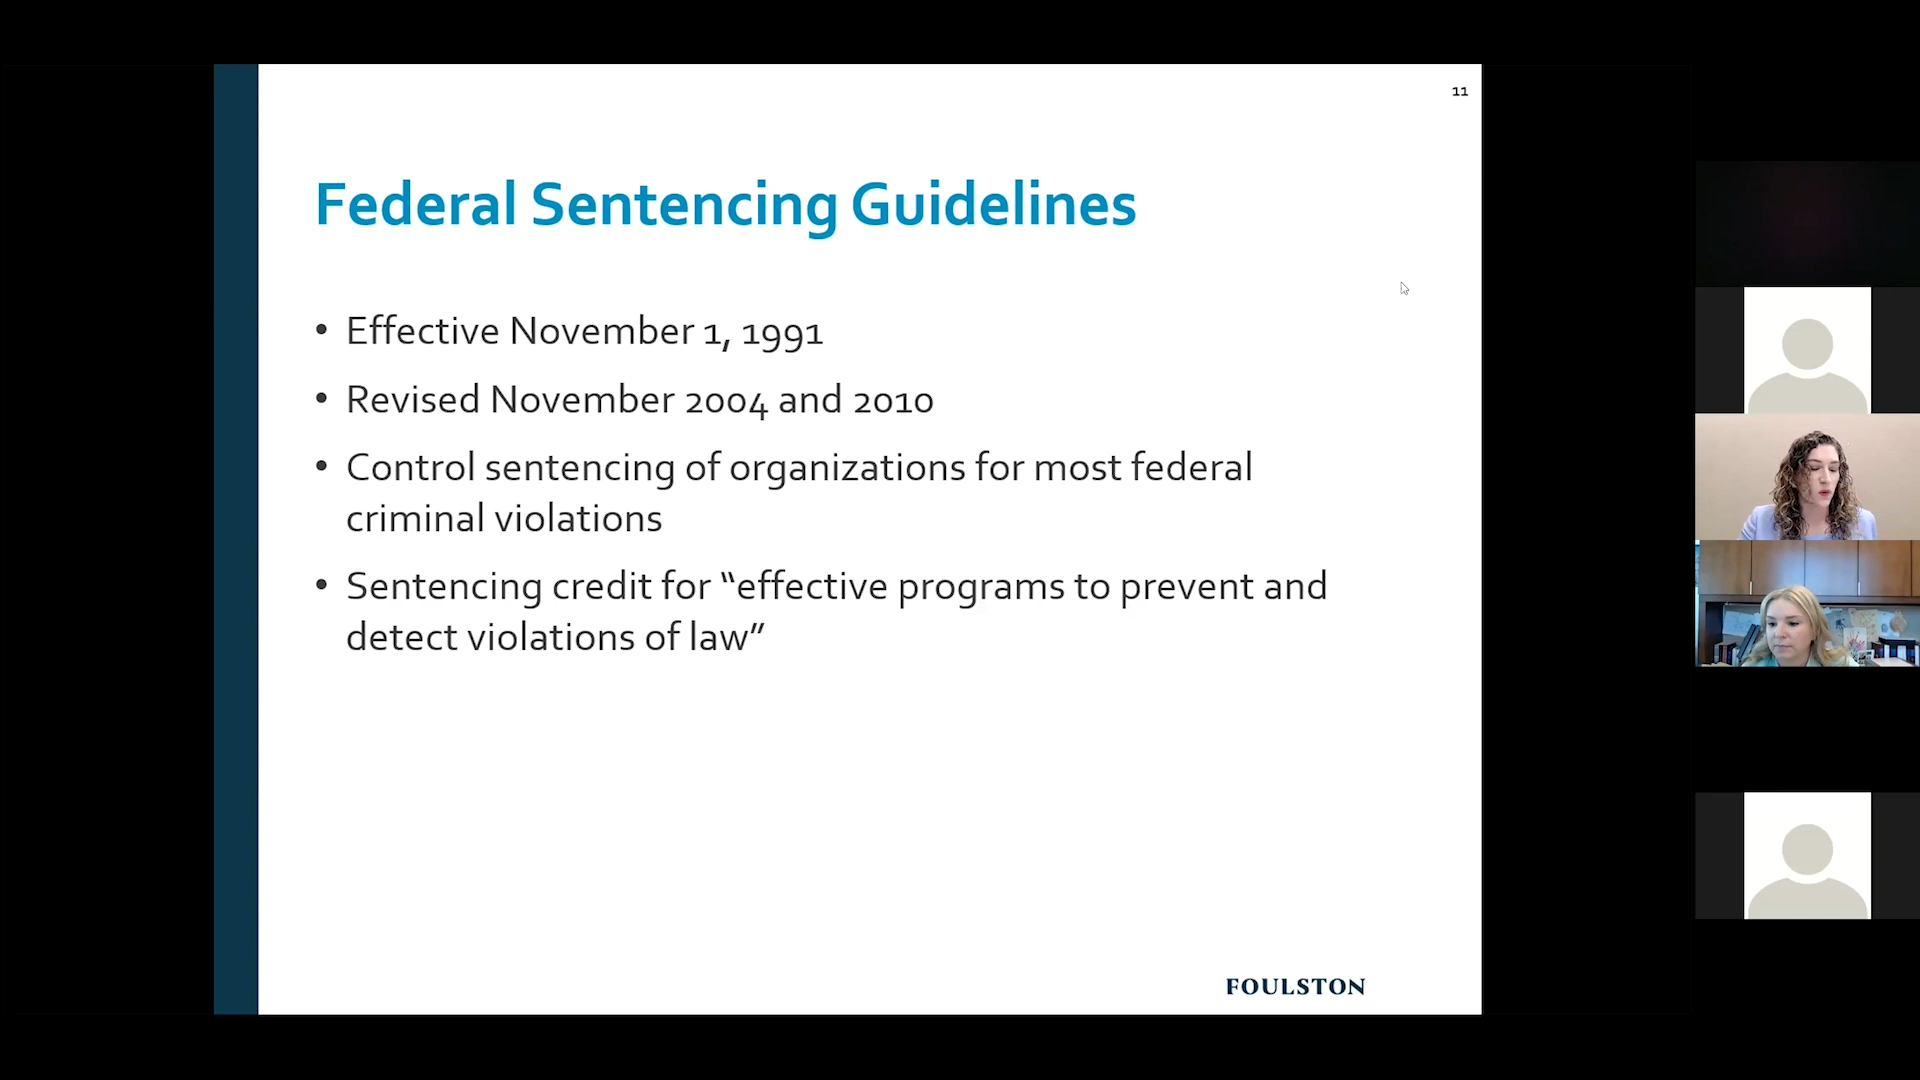 11
Federal Sentencing Guidelines
• Effective November 1, 1991
• Revised November 2004 and 2010
• Control sentencing of organizations for most federal
criminal violations
• Sentencing credit for “effective programs to prevent and
detect violations of law”
FOULSTON